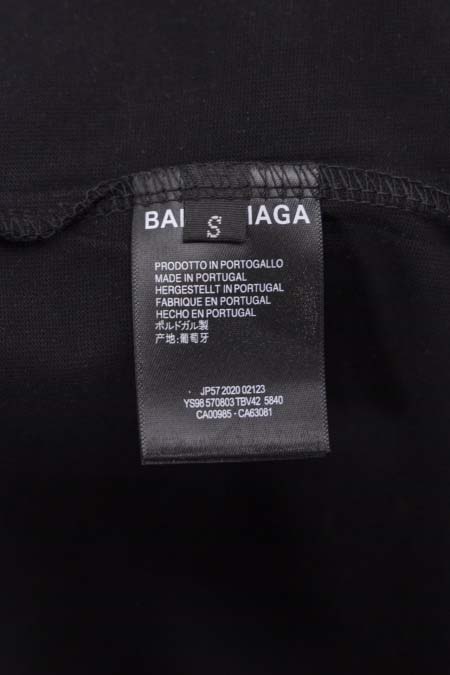 BAL IAGA
S
PRODOTTO IN PORTOGALLO
MADE IN PORTUGAL
HERGESTELLT IN PORTUGAL
FABRIQUE EN PORTUGAL
HECHO EN PORTUGAL
ポルドガル製
产地:葡萄牙
JP57 2020 02123
YS98 570803 TBV42 5840
CA00985 - CA63081